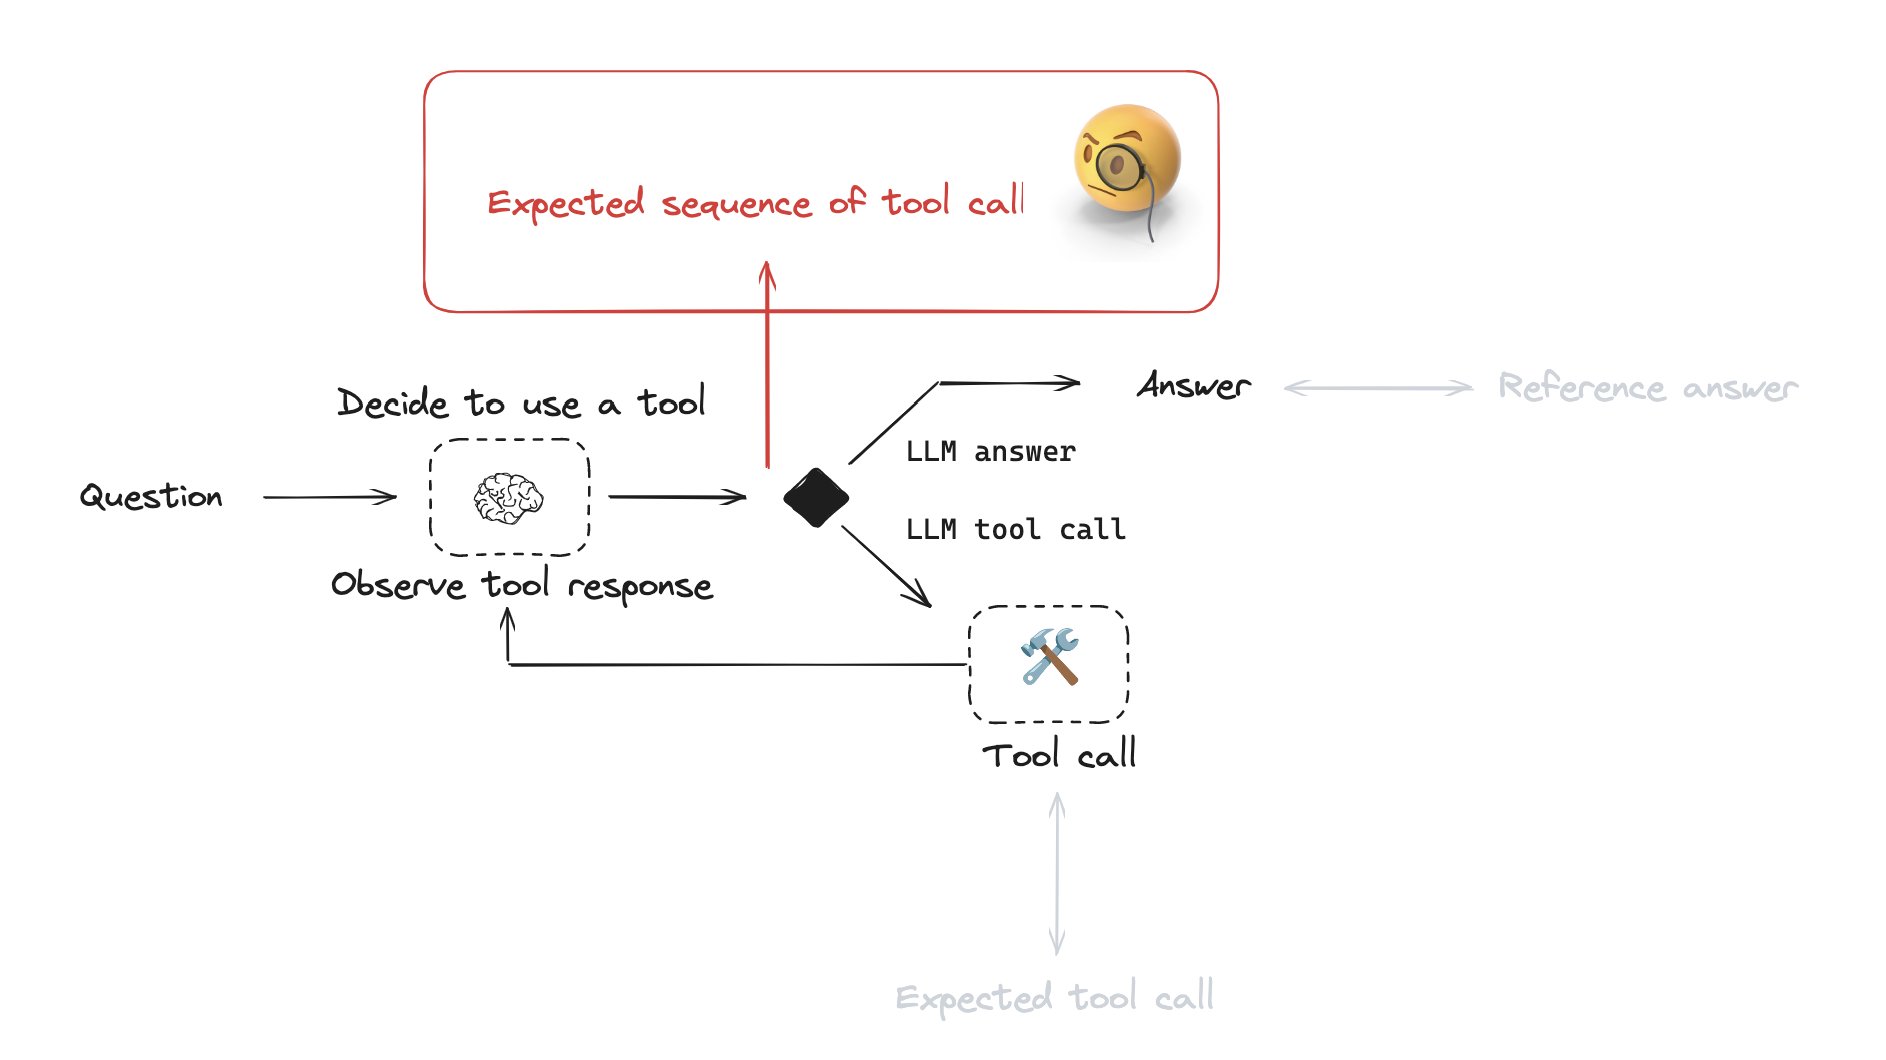 Expected sequence of tool call
Decide to use a tool
Answer
Reference answer
LLM answer
Question
LLM tool call
Observe tool response
Tool call
Expected tool call